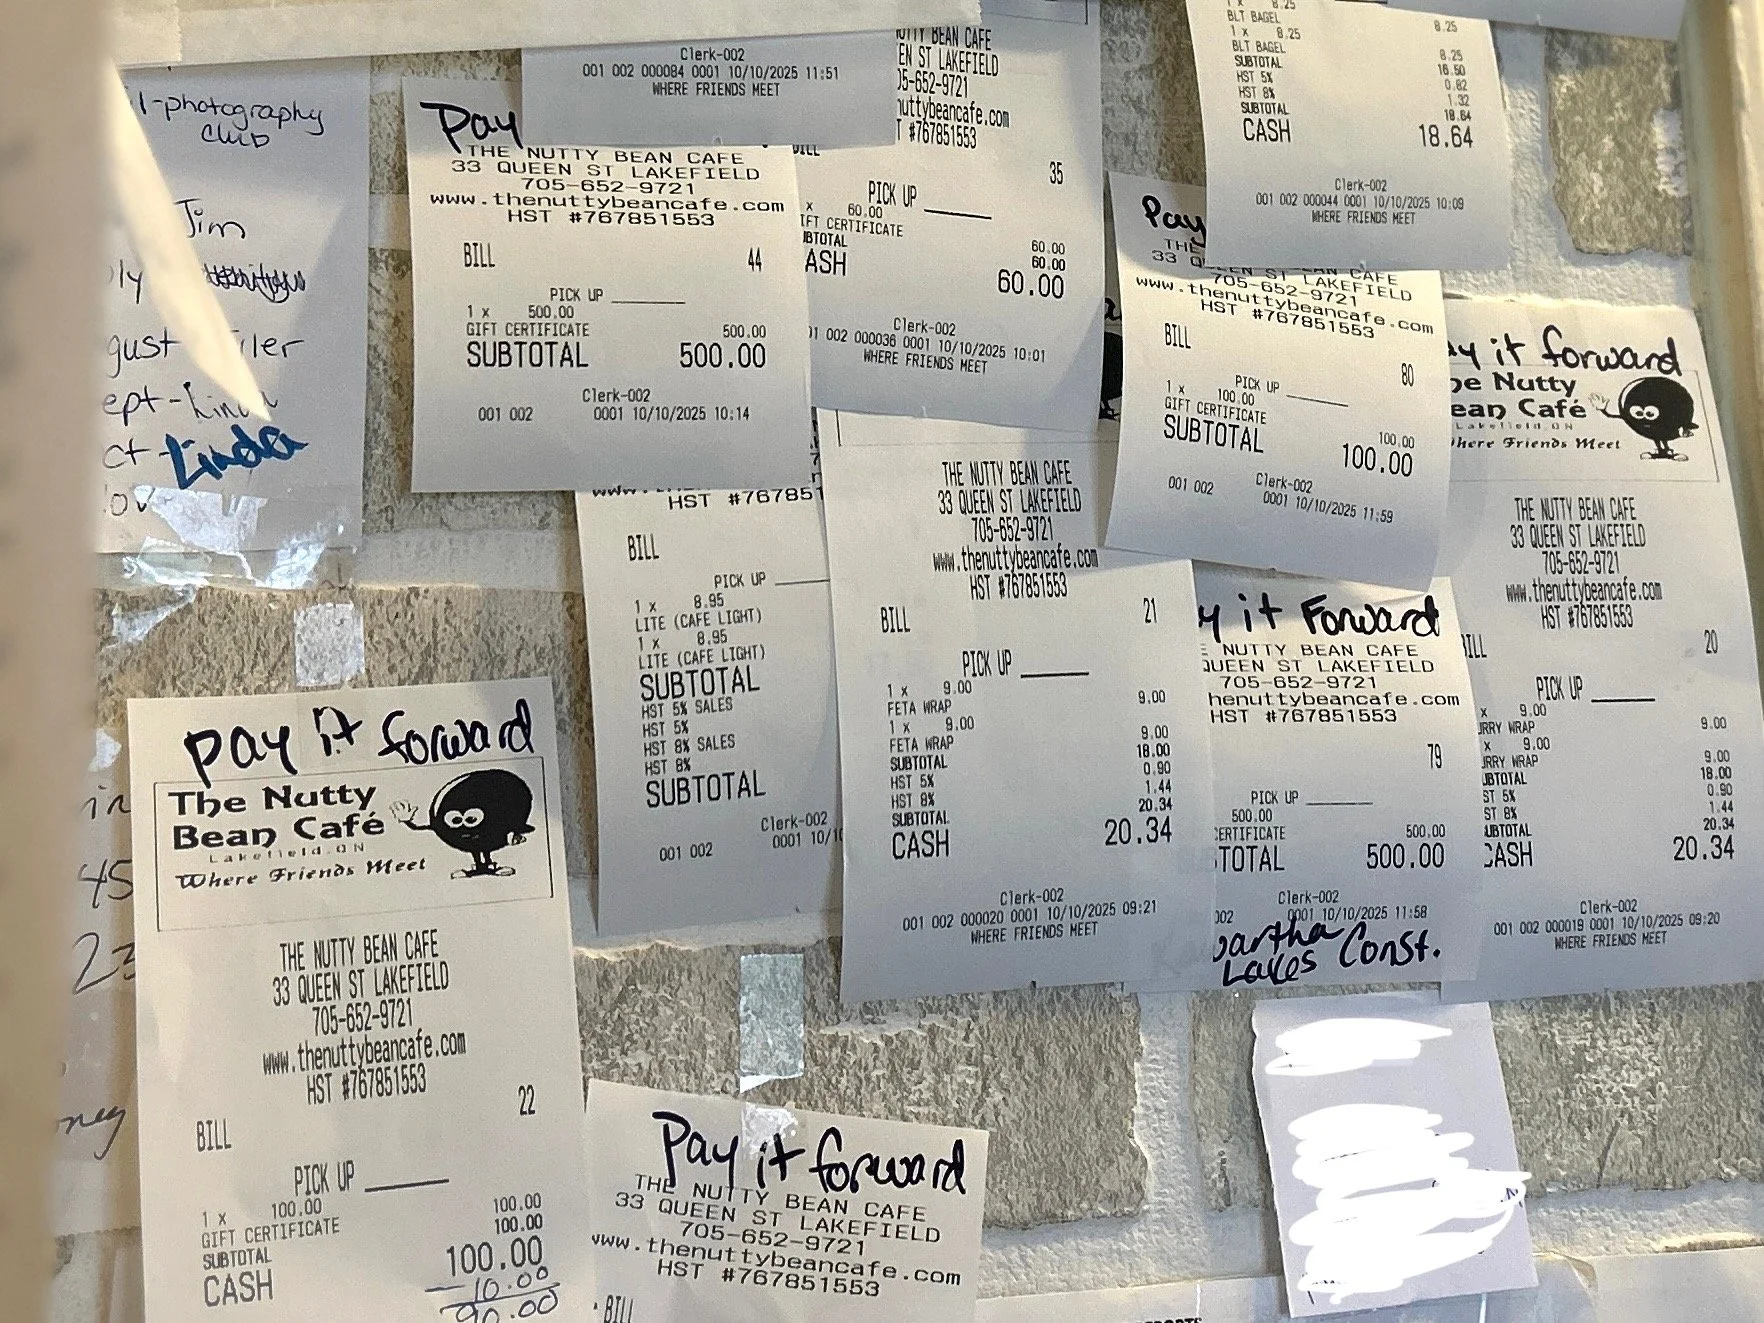 Clerk-002
001 002 000084 0001 10/10/2025 11:51
WHERE FRIENDS MEET
photography
CLUB
Jim
Linda
Pay
THE NUTTY BEAN CAFE
33 QUEEN ST LAKEFIELD
705-652-9721
www.thenuttybeancafe.com
HST #767851553
BILL 44
PICK UP
1 x 500.00
GIFT CERTIFICATE 500.00
SUBTOTAL 500.00
Clerk-002
001 002 0001 10/10/2025 10:14
BEAN CAFE
ST LAKEFIELD
#767851553
35
PICK UP
x 60.00
CERTIFICATE 60.00
60.00
60.00
Clerk-002
002 000036 0001 10/10/2025 10:01
WHERE FRIENDS MEET
1 x 8.25
BLT BAGEL 8.25
1 x 8.25
BLT BAGEL 8.25
SUBTOTAL 16.50
HST 5% 0.82
HST 8% 1.32
SUBTOTAL 18.64
CASH 18.64
Clerk-002
001 002 000044 0001 10/10/2025 10:09
WHERE FRIENDS MEET
Pay
THE
33
ST LAKEFIELD
705-652-9721
www.thenuttybeancafe.com
HST #767851553
BILL 80
PICK UP
1 x 100.00
GIFT CERTIFICATE 100.00
SUBTOTAL 100.00
Clerk-002
001 002 0001 10/10/2025 11:59
it forward
Nutty
Café
Lakefield.ON
Friends Meet
THE NUTTY BEAN CAFE
33 QUEEN ST LAKEFIELD
705-652-9721
www.thenuttybeancafe.com
HST #767851553
20
PICK UP
x 9.00
WRAP 9.00
x 9.00
WRAP 9.00
18.00
5% 0.90
8% 1.44
20.34
CASH 20.34
Clerk-002
001 002 000019 0001 10/10/2025 09:20
WHERE FRIENDS MEET
HST #767851
BILL
PICK UP
1 x 8.95
LITE (CAFE LIGHT)
1 x 8.95
LITE (CAFE LIGHT)
SUBTOTAL
HST 5% SALES
HST 5%
HST 8% SALES
HST 8%
SUBTOTAL
Clerk-002
001 002 0001 10/10
THE NUTTY BEAN CAFE
33 QUEEN ST LAKEFIELD
705-652-9721
www.thenuttybeancafe.com
HST #767851553
BILL 21
PICK UP
1 x 9.00
FETA WRAP 9.00
1 x 9.00
FETA WRAP 9.00
SUBTOTAL 18.00
HST 5% 0.90
HST 8% 1.44
SUBTOTAL 20.34
CASH 20.34
Clerk-002
001 002 000020 0001 10/10/2025 09:21
WHERE FRIENDS MEET
it Forward
NUTTY BEAN CAFE
QUEEN ST LAKEFIELD
705-652-9721
henuttybeancafe.com
HST #767851553
79
PICK UP
500.00
CERTIFICATE 500.00
TOTAL 500.00
Clerk-002
002 0001 10/10/2025 11:58
Kawartha
Lakes Const.
Pay it forward
The Nutty
Bean Café
Lakefield.ON
Where Friends Meet
THE NUTTY BEAN CAFE
33 QUEEN ST LAKEFIELD
705-652-9721
www.thenuttybeancafe.com
HST #767851553
BILL 22
PICK UP
1 x 100.00 100.00
GIFT CERTIFICATE 100.00
SUBTOTAL 100.00
CASH 10.00
90.00
Pay it forward
THE NUTTY BEAN CAFE
33 QUEEN ST LAKEFIELD
705-652-9721
www.thenuttybeancafe.com
HST #767851553
BILL